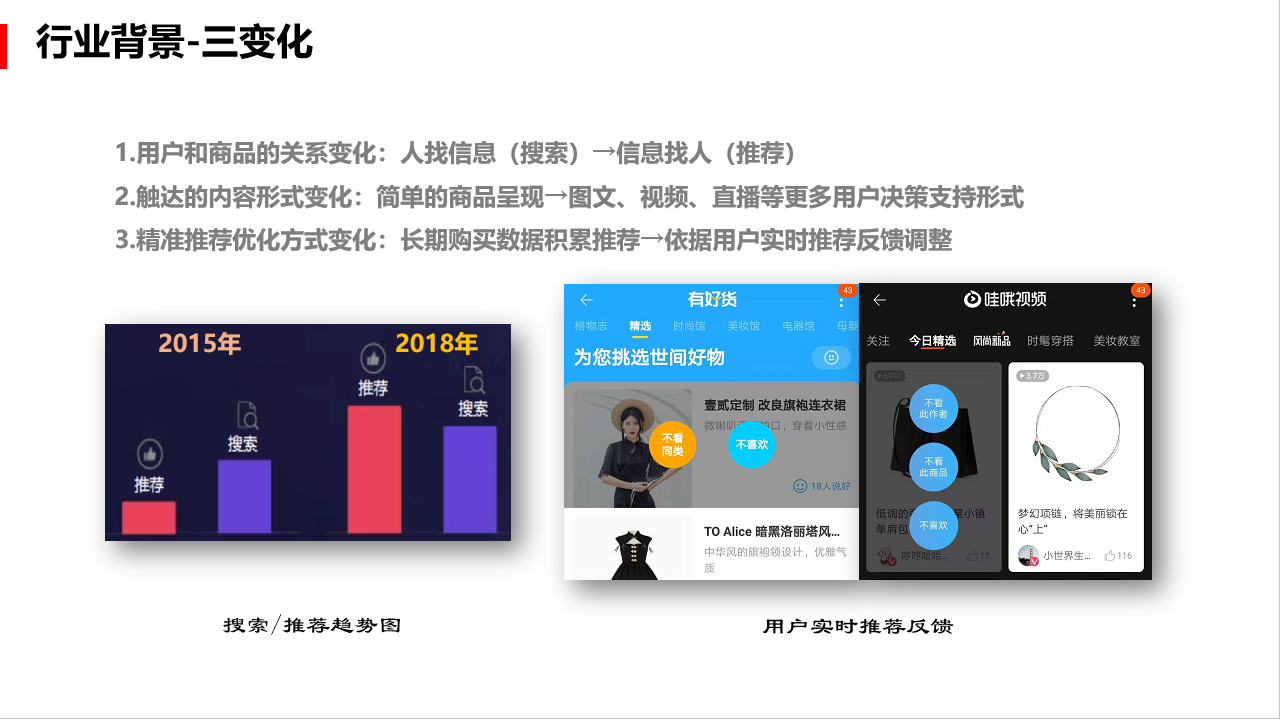 行业背景-三变化
1.用户和商品的关系变化：人找信息（搜索）→信息找人（推荐）
2.触达的内容形式变化：简单的商品呈现→图文、视频、直播等更多用户决策支持形式
3.精准推荐优化方式变化：长期购买数据积累推荐→依据用户实时推荐反馈调整
2015年
2018年
推荐
搜索
推荐
搜索
搜索/推荐趋势图
有好货
43
格物志 精选 时尚馆 美妆馆 电器馆 母婴
为您挑选世间好物
壹贰定制 改良旗袍连衣裙
微喇叭 袖口，穿着小性感
不看
同类
不喜欢
18人说好
TO Alice 暗黑洛丽塔风...
中华风的旗袍领设计，优雅气
质
哇哦视频
43
关注 今日精选 风尚新品 时髦穿搭 美妆教室
6947
不看
此作者
不看
此商品
不喜欢
低调的 是小镇
单肩包
哼哼哈哈...
15
3.7万
梦幻项链，将美丽锁在
心“上“
小世界生...
116
用户实时推荐反馈